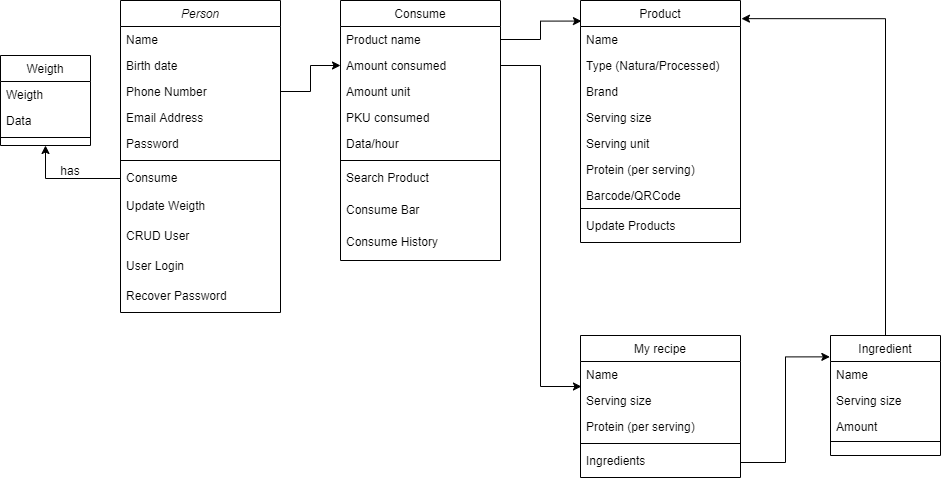 Person
Name
Birth date
Phone Number
Email Address
Password
Consume
Update Weigth
CRUD User
User Login
Recover Password
Consume
Product name
Amount consumed
Amount unit
PKU consumed
Data/hour
Search Product
Consume Bar
Consume History
Product
Name
Type (Natura/Processed)
Brand
Serving size
Serving unit
Protein (per serving)
Barcode/QRCode
Update Products
Weigth
Weigth
Data
has
My recipe
Name
Serving size
Protein (per serving)
Ingredients
Ingredient
Name
Serving size
Amount